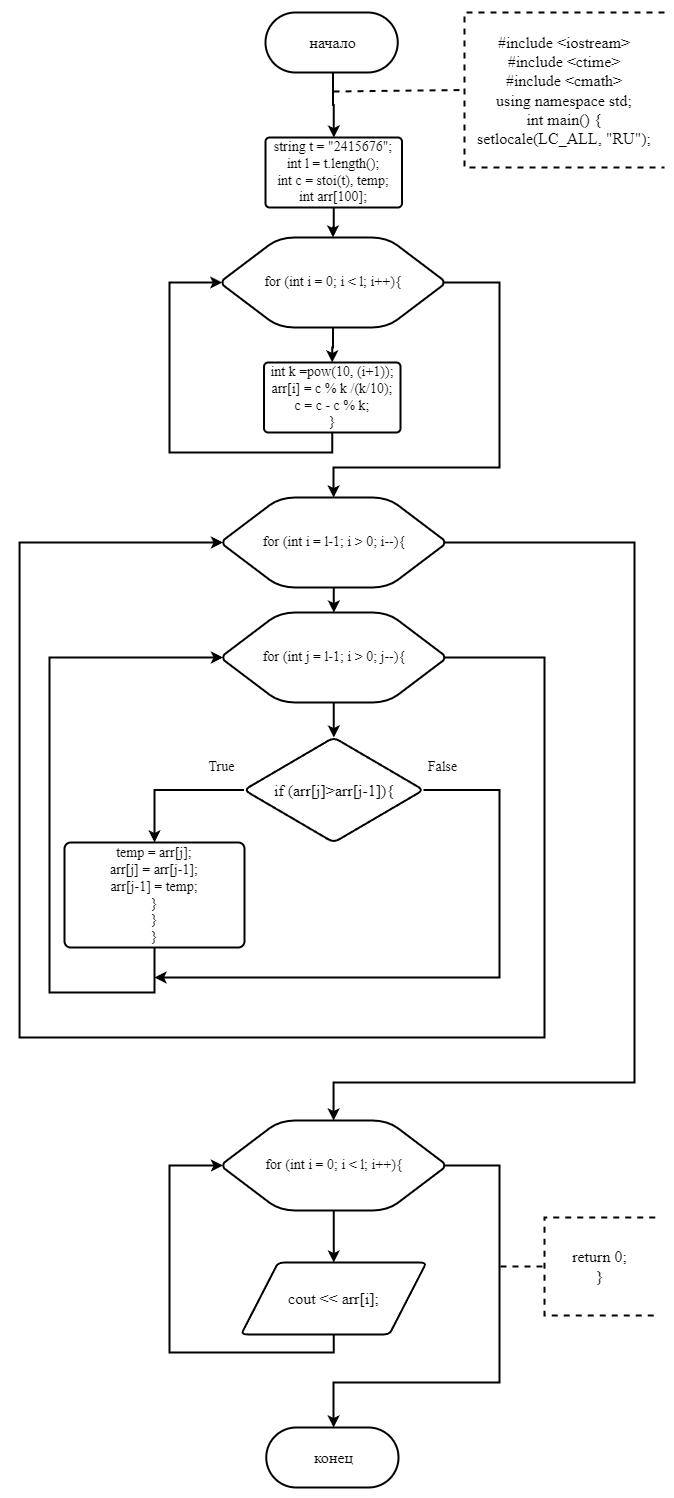 начало
#include <iostream>
#include <ctime>
#include <cmath>
using namespace std;
int main() {
setlocale(LC_ALL, "RU");
string t = "2415676";
int l = t.length();
int c = stoi(t), temp;
int arr[100];
for (int i = 0; i < l; i++){
int k =pow(10, (i+1));
arr[i] = c % k /(k/10);
c = c - c % k;
}
for (int i = l-1; i > 0; i--){
for (int j = l-1; i > 0; j--){
True
False
if (arr[j]>arr[j-1]){
temp = arr[j];
arr[j] = arr[j-1];
arr[j-1] = temp;
}
}
}
for (int i = 0; i < l; i++){
return 0;
}
cout << arr[i];
конец